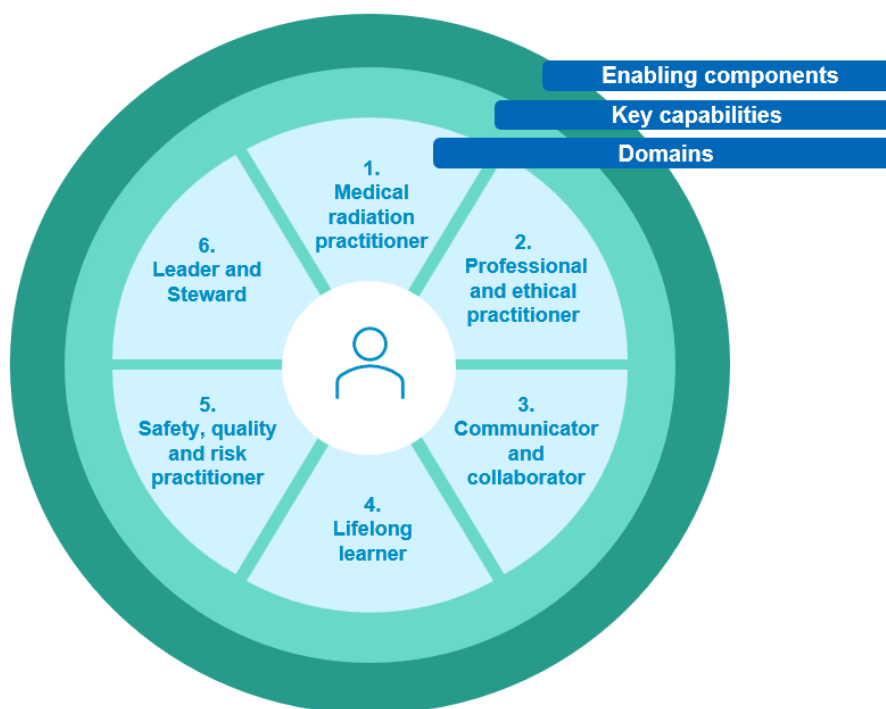 Enabling components
Key capabilities
Domains
1.
Medical
radiation
practitioner
2.
Professional
and ethical
practitioner
3.
Communicator
and
collaborator
4.
Lifelong
learner
5.
Safety, quality
and risk
practitioner
6.
Leader and
Steward